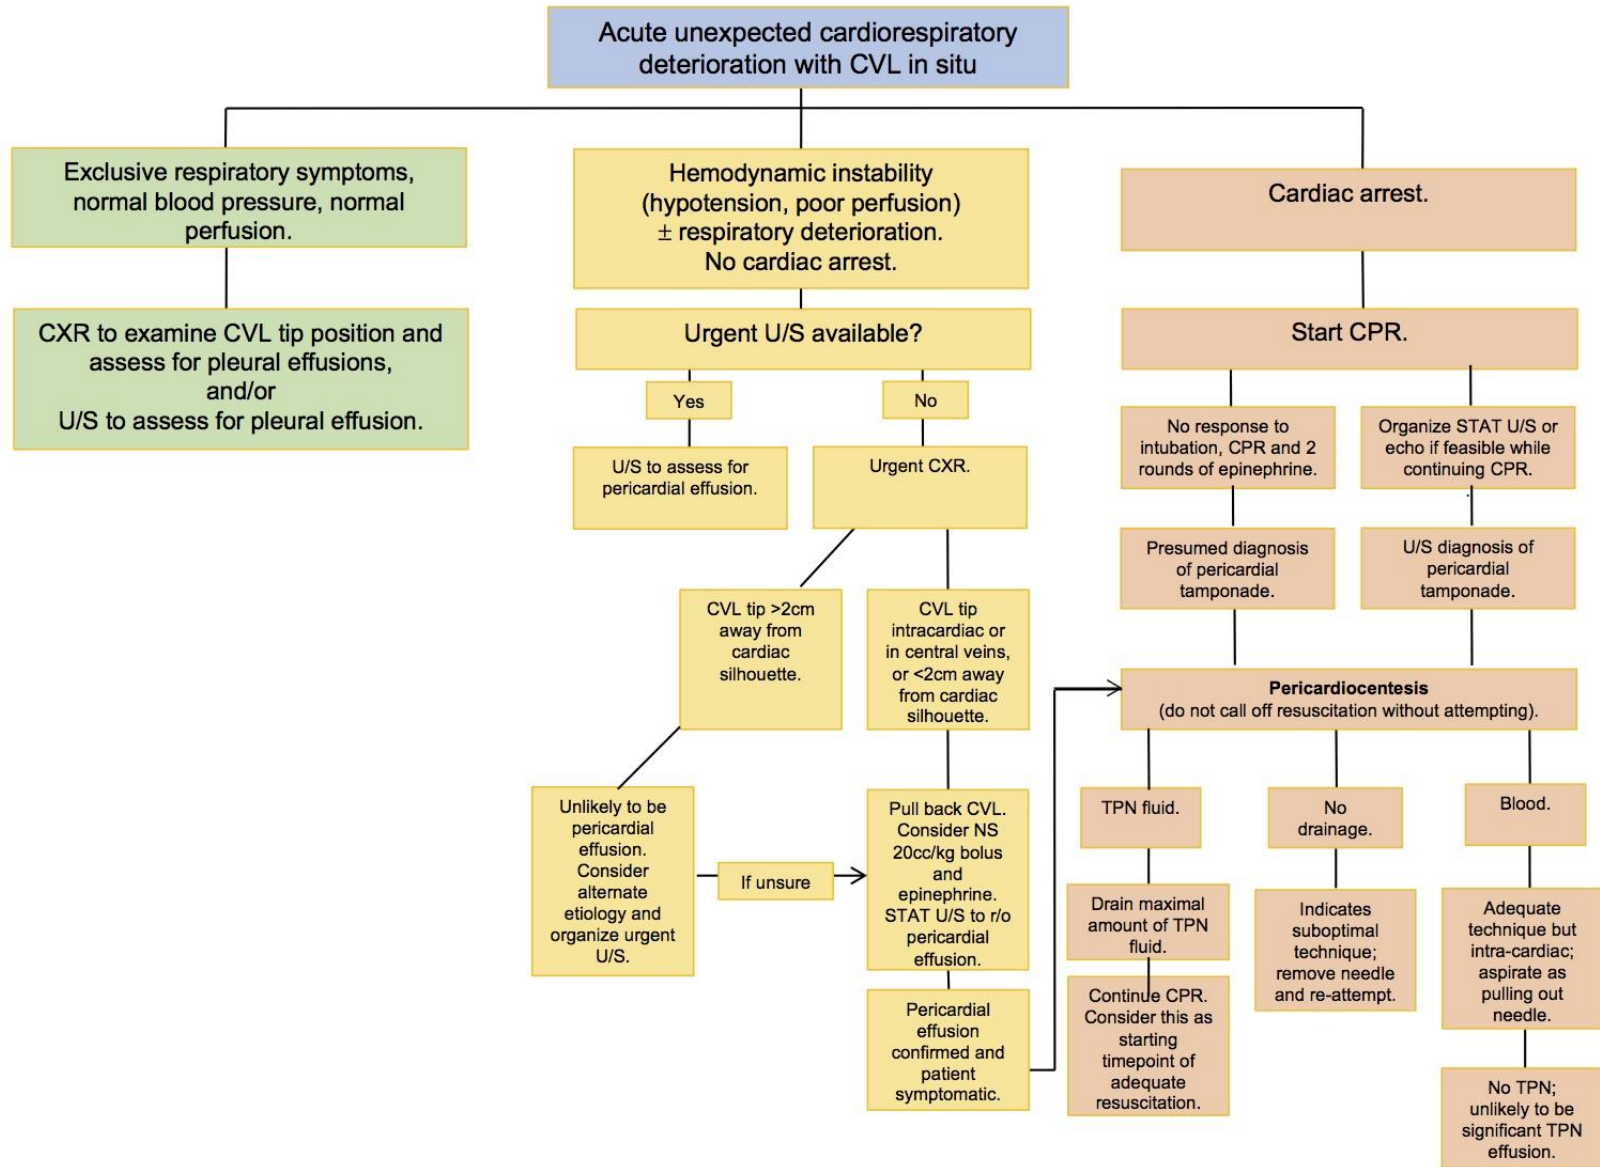 Acute unexpected cardiorespiratory
deterioration with CVL in situ
Exclusive respiratory symptoms,
normal blood pressure, normal
perfusion.
CXR to examine CVL tip position and
assess for pleural effusions,
and/or
U/S to assess for pleural effusion.
Hemodynamic instability
(hypotension, poor perfusion)
± respiratory deterioration.
No cardiac arrest.
Urgent U/S available?
Yes
No
U/S to assess for
pericardial effusion.
Urgent CXR.
CVL tip >2cm
away from
cardiac
silhouette.
CVL tip
intracardiac or
in central veins,
or <2cm away
from cardiac
silhouette.
Unlikely to be
pericardial
effusion.
Consider
alternate
etiology and
organize urgent
U/S.
If unsure
Pull back CVL.
Consider NS
20cc/kg bolus
and
epinephrine.
STAT U/S to r/o
pericardial
effusion.
Pericardial
effusion
confirmed and
patient
symptomatic.
Cardiac arrest.
Start CPR.
No response to
intubation, CPR and 2
rounds of epinephrine.
Organize STAT U/S or
echo if feasible while
continuing CPR.
.
Presumed diagnosis
of pericardial
tamponade.
U/S diagnosis of
pericardial
tamponade.
Pericardiocentesis
(do not call off resuscitation without attempting).
TPN fluid.
No
drainage.
Blood.
Drain maximal
amount of TPN
fluid.
Continue CPR.
Consider this as
starting
timepoint of
adequate
resuscitation.
Indicates
suboptimal
technique;
remove needle
and re-attempt.
Adequate
technique but
intra-cardiac;
aspirate as
pulling out
needle.
No TPN;
unlikely to be
significant TPN
effusion.